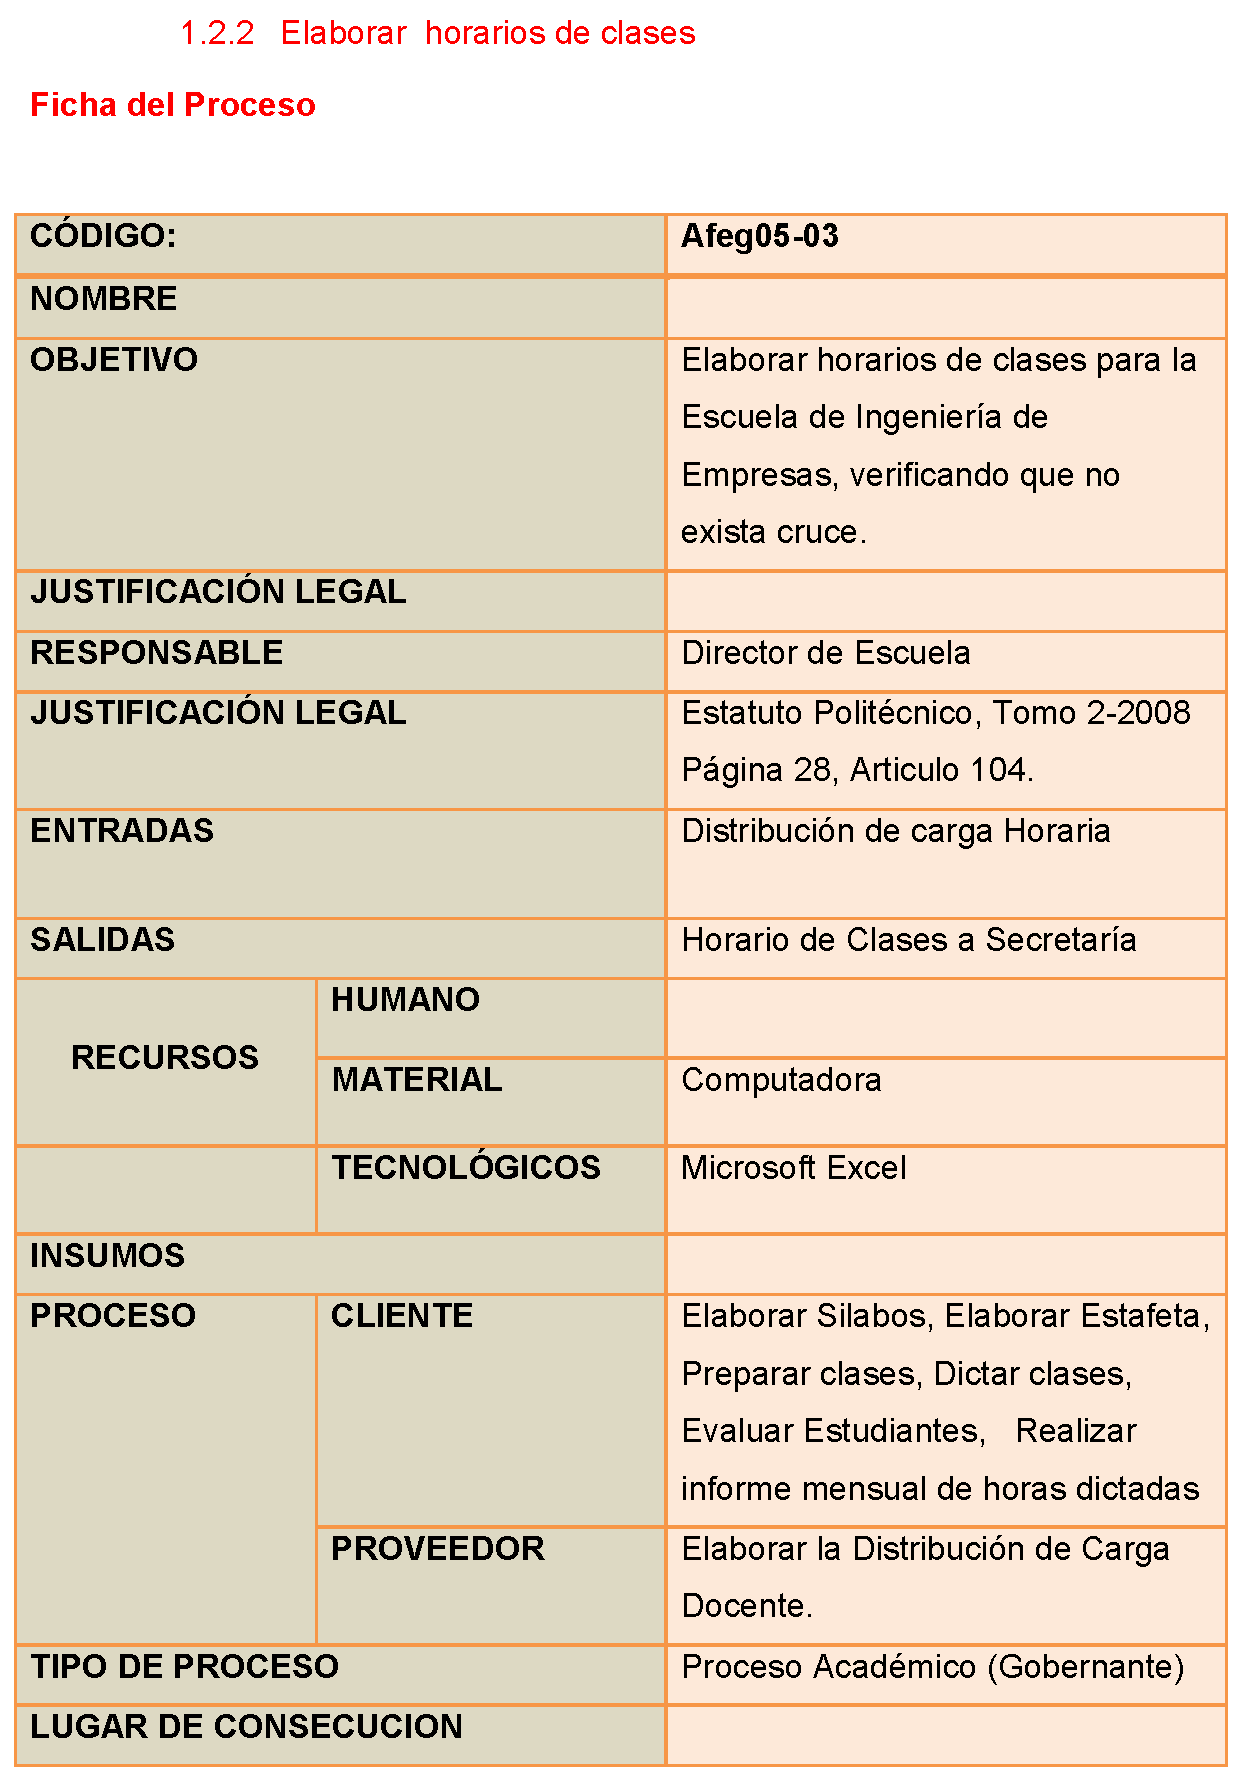 1.2.2 Elaborar horarios de clases
Ficha del Proceso
CÓDIGO: Afeg05-03
NOMBRE
OBJETIVO Elaborar horarios de clases para la
Escuela de Ingeniería de
Empresas, verificando que no
exista cruce.
JUSTIFICACIÓN LEGAL
RESPONSABLE Director de Escuela
JUSTIFICACIÓN LEGAL Estatuto Politécnico, Tomo 2-2008
Página 28, Articulo 104.
ENTRADAS Distribución de carga Horaria
SALIDAS Horario de Clases a Secretaría
RECURSOS
HUMANO
MATERIAL Computadora
TECNOLÓGICOS Microsoft Excel
INSUMOS
PROCESO CLIENTE Elaborar Silabos, Elaborar Estafeta,
Preparar clases, Dictar clases,
Evaluar Estudiantes, Realizar
informe mensual de horas dictadas
PROVEEDOR Elaborar la Distribución de Carga
Docente.
TIPO DE PROCESO Proceso Académico (Gobernante)
LUGAR DE CONSECUCION